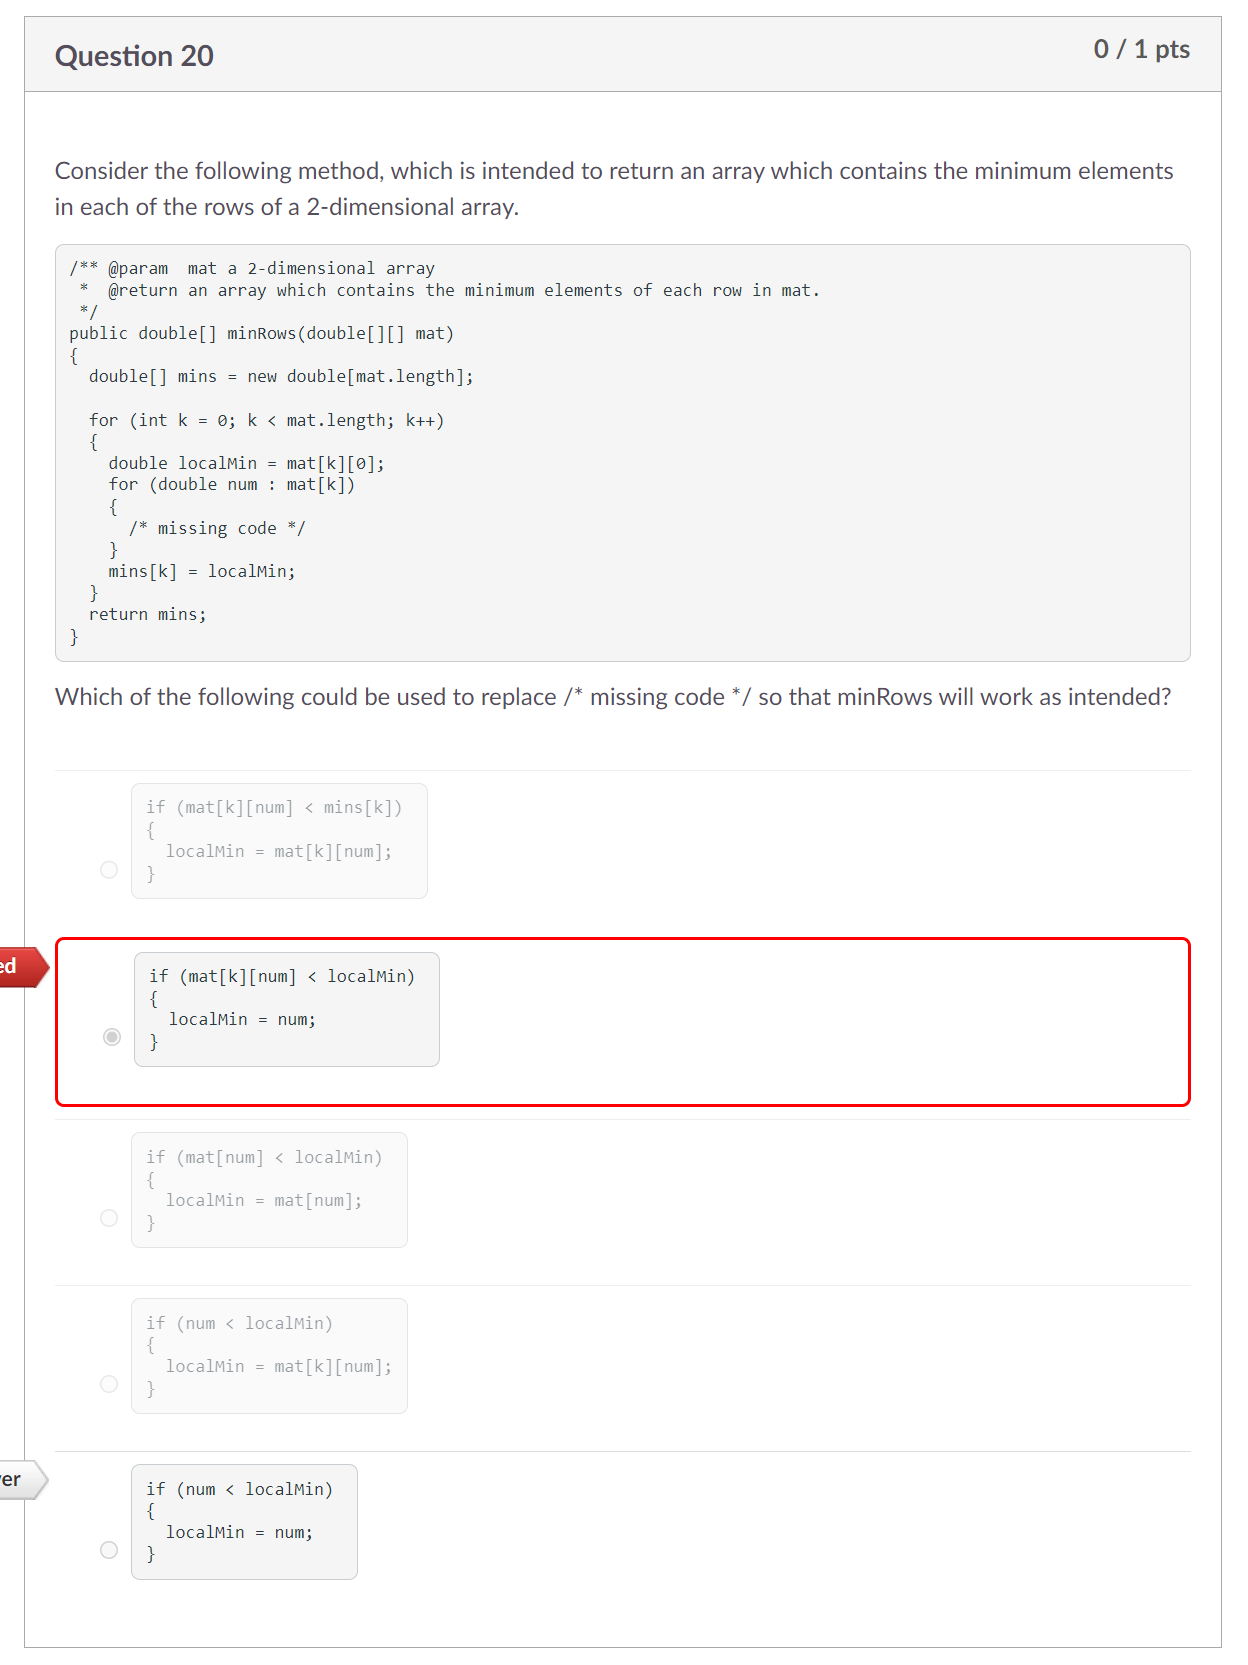 Question 20
0 / 1 pts
Consider the following method, which is intended to return an array which contains the minimum elements
in each of the rows of a 2-dimensional array.
/** @param  mat a 2-dimensional array
 *  @return an array which contains the minimum elements of each row in mat.
 */
public double[] minRows(double[][] mat)
{
  double[] mins = new double[mat.length];
  for (int k = 0; k < mat.length; k++)
  {
    double localMin = mat[k][0];
    for (double num : mat[k])
    {
      /* missing code */
    }
    mins[k] = localMin;
  }
  return mins;
}
Which of the following could be used to replace /* missing code */ so that minRows will work as intended?
if (mat[k][num] < mins[k])
{
  localMin = mat[k][num];
}
ed
if (mat[k][num] < localMin)
{
  localMin = num;
}
if (mat[num] < localMin)
{
  localMin = mat[num];
}
if (num < localMin)
{
  localMin = mat[k][num];
}
er
if (num < localMin)
{
  localMin = num;
}